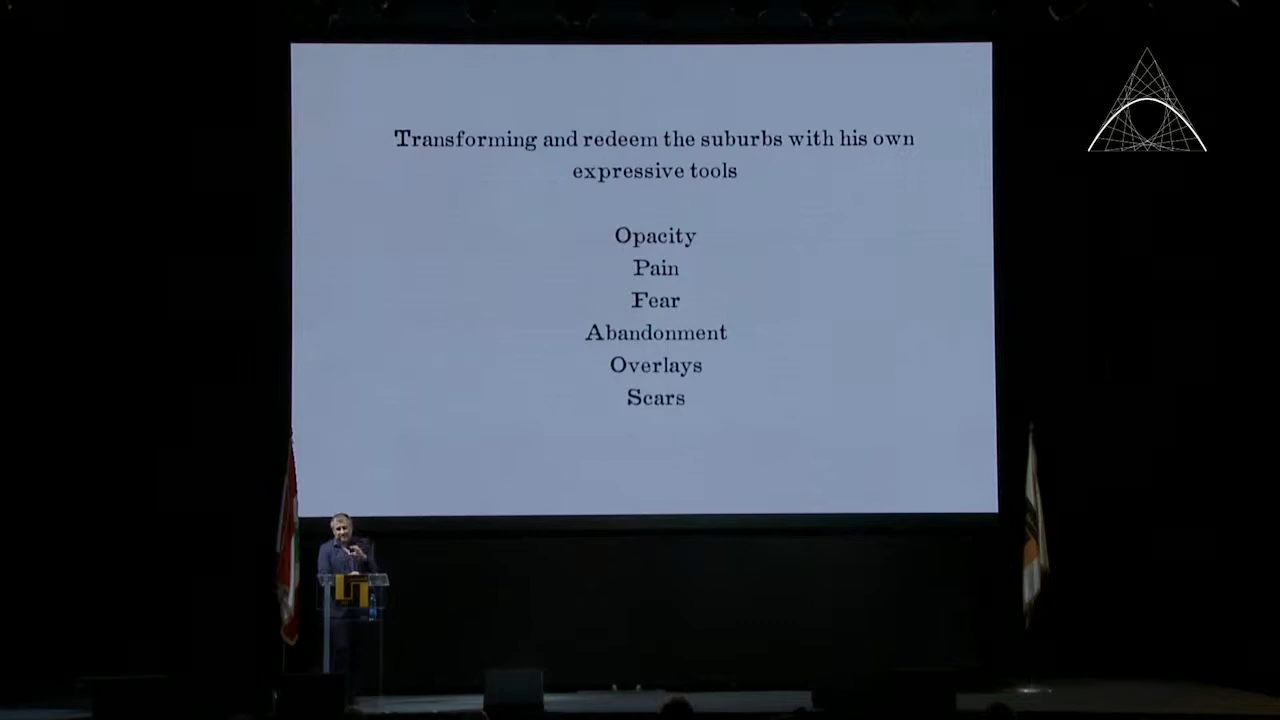 Transforming and redeem the suburbs with his own
expressive tools
Opacity
Pain
Fear
Abandonment
Overlays
Scars